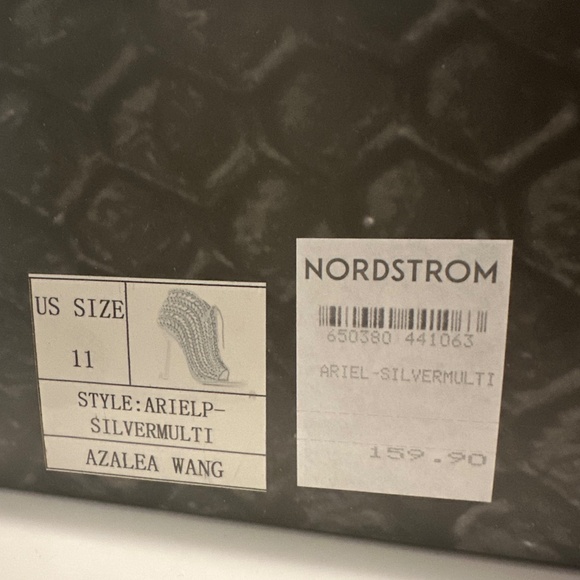 US SIZE
11
STYLE:ARIELP-
SILVERMULTI
AZALEA WANG
NORDSTROM
650380 441063
ARIEL-SILVERMULTI
159.90